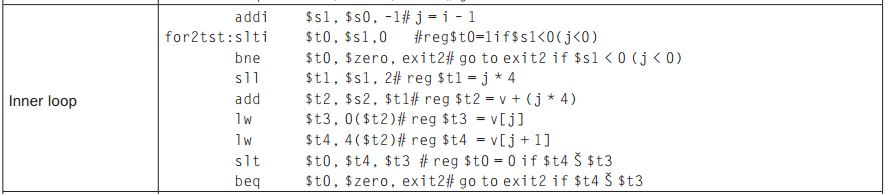 addi $s1, $s0, -1# j = i - 1
for2tst:slti $t0, $s1,0 #reg$t0=1if$s1<0(j<0)
bne $t0, $zero, exit2# go to exit2 if $s1 < 0 (j < 0)
sll $t1, $s1, 2# reg $t1 = j * 4
add $t2, $s2, $t1# reg $t2 = v + (j * 4)
Inner loop
lw $t3, 0($t2)# reg $t3 = v[j]
lw $t4, 4($t2)# reg $t4 = v[j + 1]
slt $t0, $t4, $t3 # reg $t0 = 0 if $t4 Š $t3
beq $t0, $zero, exit2# go to exit2 if $t4 Š $t3